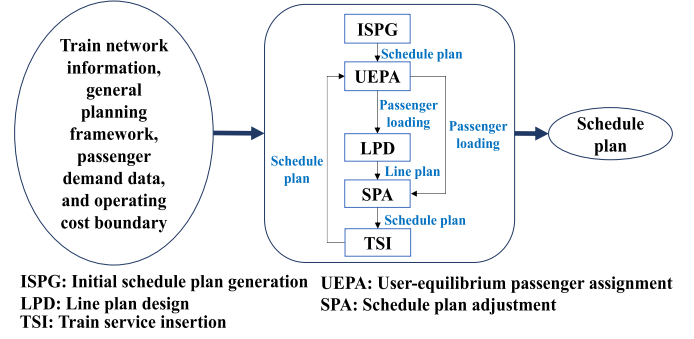 Train network
information,
general
planning
framework,
passenger
demand data,
and operating
cost boundary
ISPG
Schedule plan
UEPA
Passenger
loading
Passenger
loading
Schedule
plan
LPD
Line plan
SPA
Schedule plan
TSI
Schedule
plan
ISPG: Initial schedule plan generation
UEPA: User-equilibrium passenger assignment
LPD: Line plan design
SPA: Schedule plan adjustment
TSI: Train service insertion